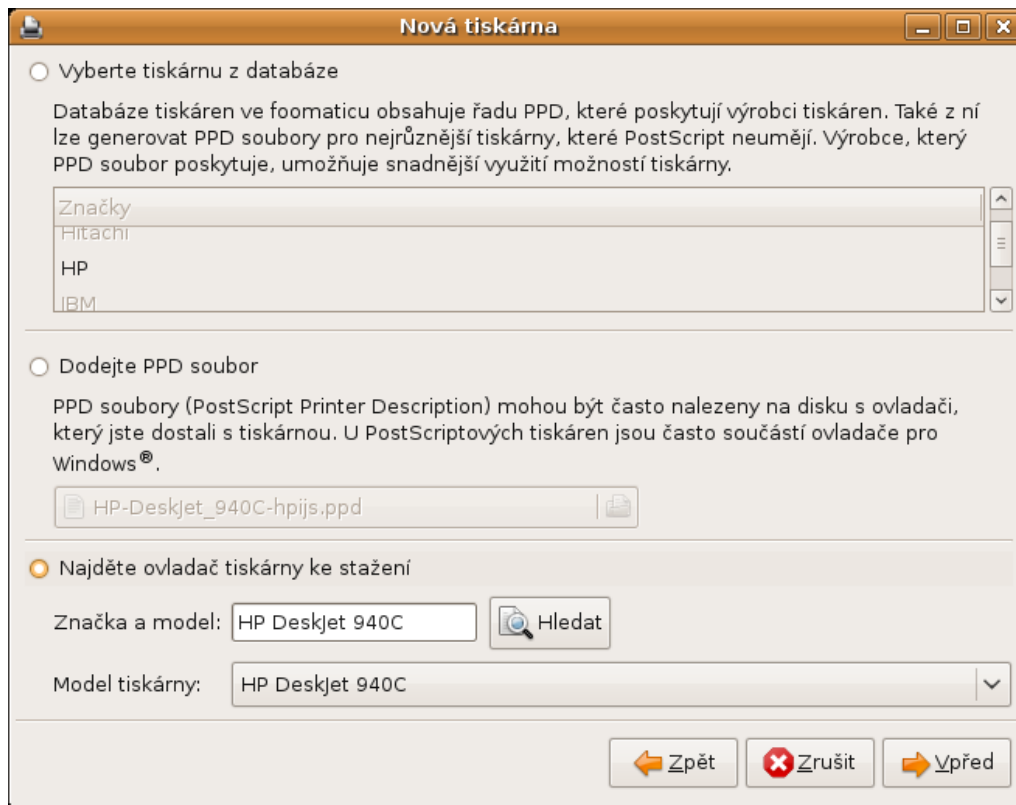 Nová tiskárna
Vyberte tiskárnu z databáze
Databáze tiskáren ve foomaticu obsahuje řadu PPD, které poskytují výrobci tiskáren. Také z ní
lze generovat PPD soubory pro nejrůznější tiskárny, které PostScript neumějí. Výrobce, který
PPD soubor poskytuje, umožňuje snadnější využití možností tiskárny.
Značky
Hitachi
HP
IBM
Dodejte PPD soubor
PPD soubory (PostScript Printer Description) mohou být často nalezeny na disku s ovladači,
který jste dostali s tiskárnou. U PostScriptových tiskáren jsou často součástí ovladače pro
Windows®.
HP-DeskJet_940C-hpijs.ppd
Najděte ovladač tiskárny ke stažení
Značka a model: HP DeskJet 940C Hledat
Model tiskárny: HP DeskJet 940C
Zpět Zrušit Vpřed